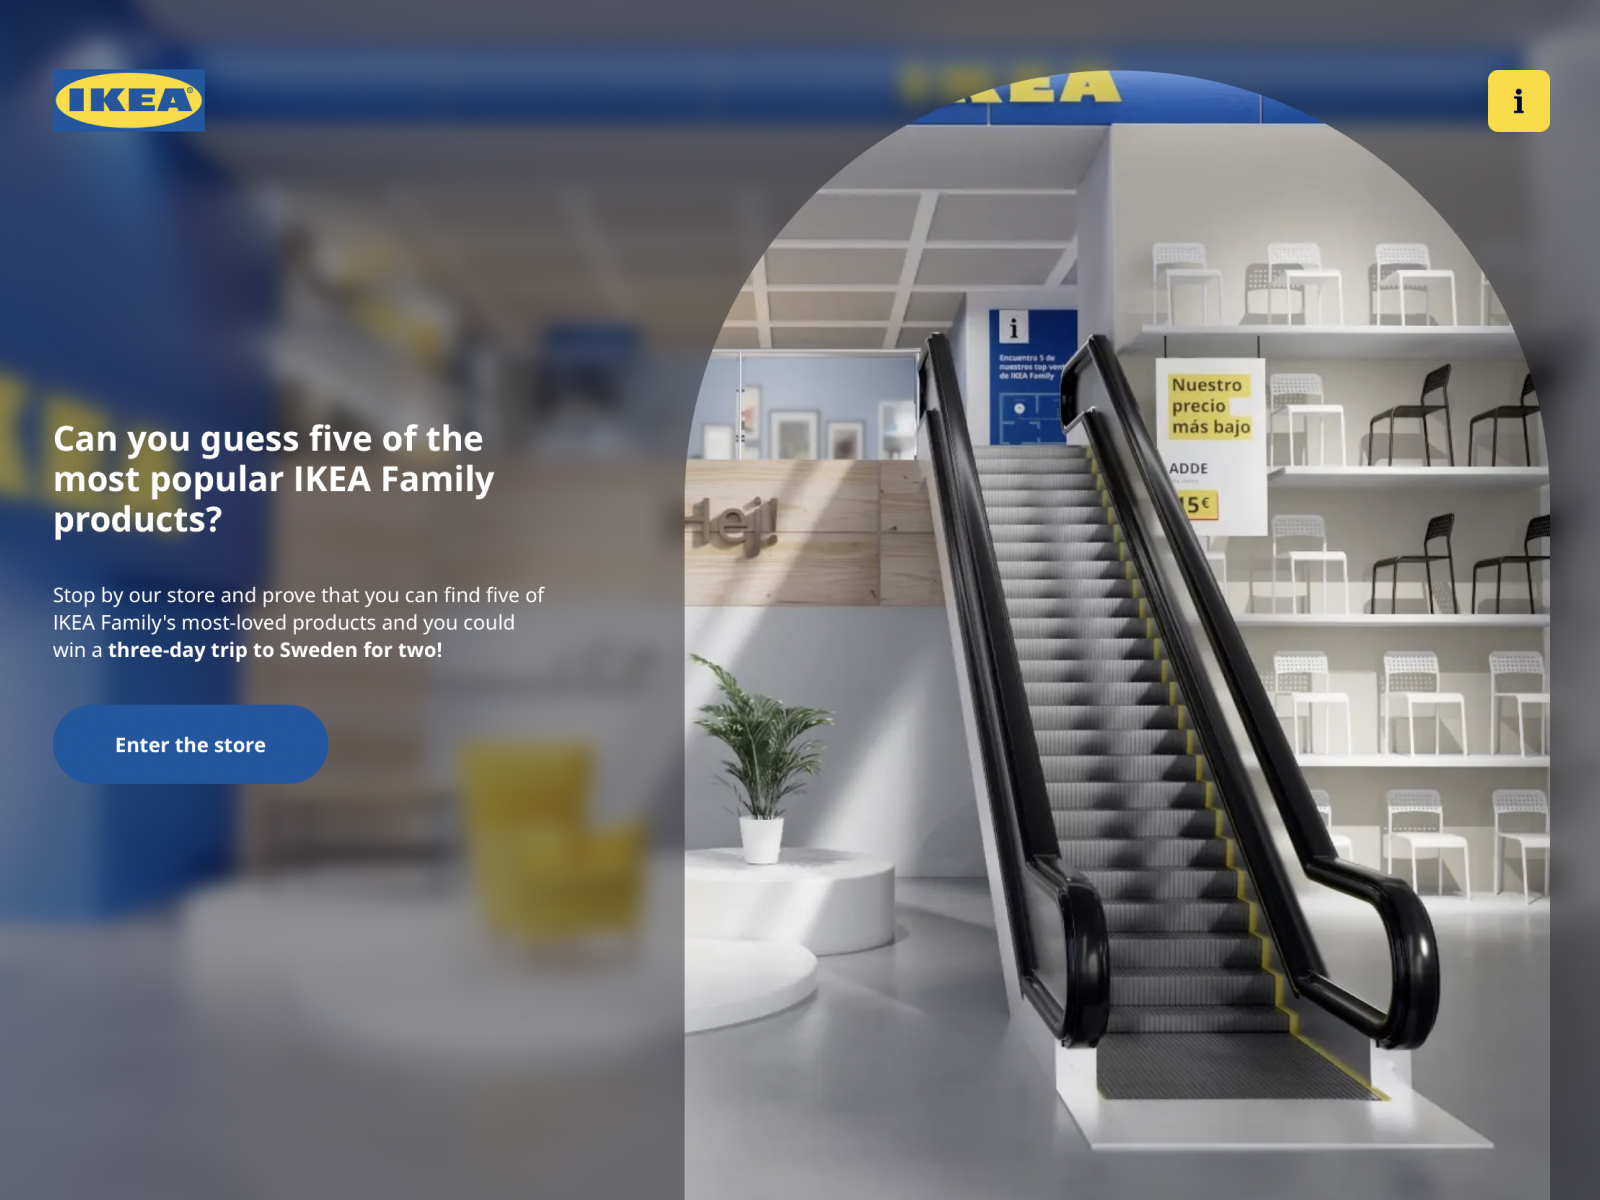 IKEA
IKEA
i
Can you guess five of the
most popular IKEA Family
products?
Stop by our store and prove that you can find five of
IKEA Family's most-loved products and you could
win a three-day trip to Sweden for two!
Enter the store
i
Encuentra 5 de
nuestros top
de IKEA Family
Nuestro
precio
más bajo
ADDE
15€
Hej!